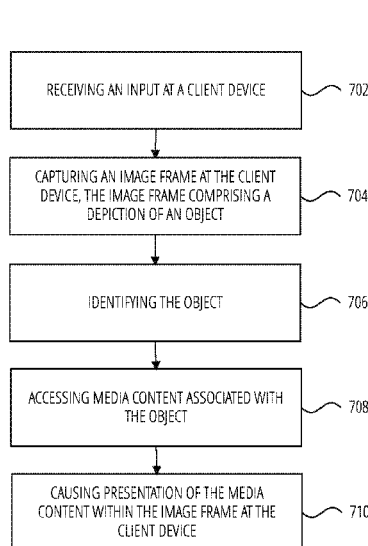 RECEIVING AN INPUT AT A CLIENT DEVICE
702
CAPTURING AN IMAGE FRAME AT THE CLIENT
DEVICE, THE IMAGE FRAME COMPRISING A
DEPICTION OF AN OBJECT
704
IDENTIFYING THE OBJECT
706
ACCESSING MEDIA CONTENT ASSOCIATED WITH
THE OBJECT
708
CAUSING PRESENTATION OF THE MEDIA
CONTENT WITHIN THE IMAGE FRAME AT THE
CLIENT DEVICE
710